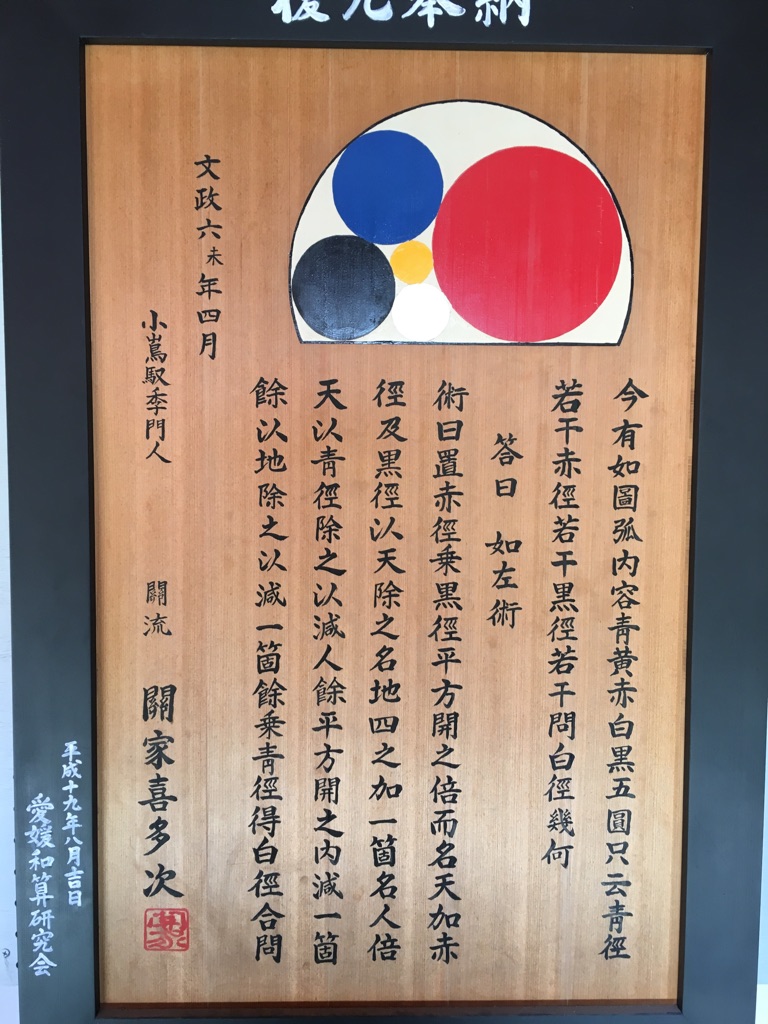 復元奉納
今有如圖弧内容靑黄赤白黒五圓只云靑徑
若干赤徑若干黒徑若干問白徑幾何
答曰 如左術
術曰置赤徑乗黒徑平方開之倍而名天加赤
徑及黒徑以天除之名地四之加一箇名人倍
天以靑徑除之以減人餘平方開之内減一箇
餘以地除之以減一箇餘乗靑徑得白徑合問
文政六未年四月
小嶌馭季門人
關流 關家喜多次
平成十九年八月吉日
愛媛和算研究会